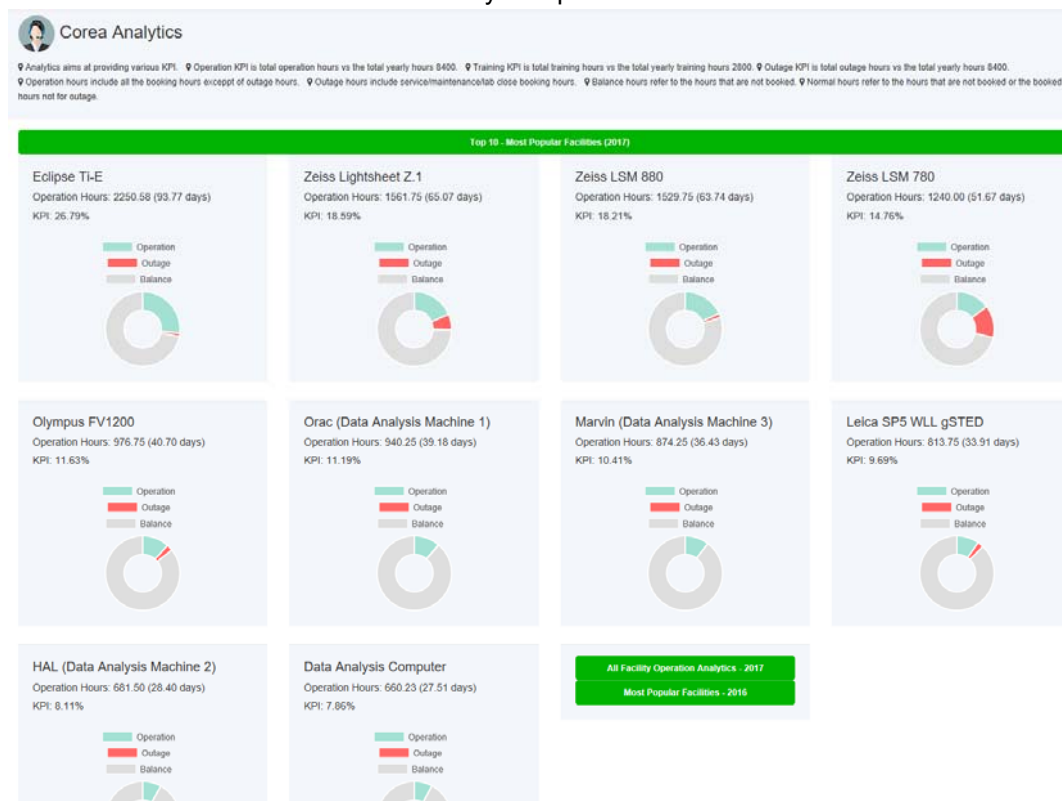 Corea Analytics
Analytics aims at providing various KPI. Operation KPI is total operation hours vs the total yearly hours 8400. Training KPI is total training hours vs the total yearly training hours 2800. Outage KPI is total outage hours vs the total yearly hours 8400.
Operation hours include all the booking hours exceppt of outage hours. Outage hours include service/maintenance/lab close booking hours. Balance hours refer to the hours that are not booked. Normal hours refer to the hours that are not booked or the booked
hours not for outage.
Top 10 - Most Popular Facilities (2017)
Eclipse Ti-E
Operation Hours: 2250.58 (93.77 days)
KPI: 26.79%
Operation
Outage
Balance
Zeiss Lightsheet Z.1
Operation Hours: 1561.75 (65.07 days)
KPI: 18.59%
Operation
Outage
Balance
Zeiss LSM 880
Operation Hours: 1529.75 (63.74 days)
KPI: 18.21%
Operation
Outage
Balance
Zeiss LSM 780
Operation Hours: 1240.00 (51.67 days)
KPI: 14.76%
Operation
Outage
Balance
Olympus FV1200
Operation Hours: 976.75 (40.70 days)
KPI: 11.63%
Operation
Outage
Balance
Orac (Data Analysis Machine 1)
Operation Hours: 940.25 (39.18 days)
KPI: 11.19%
Operation
Outage
Balance
Marvin (Data Analysis Machine 3)
Operation Hours: 874.25 (36.43 days)
KPI: 10.41%
Operation
Outage
Balance
Leica SP5 WLL gSTED
Operation Hours: 813.75 (33.91 days)
KPI: 9.69%
Operation
Outage
Balance
HAL (Data Analysis Machine 2)
Operation Hours: 681.50 (28.40 days)
KPI: 8.11%
Operation
Outage
Balance
Data Analysis Computer
Operation Hours: 660.23 (27.51 days)
KPI: 7.86%
Operation
Outage
Balance
All Facility Operation Analytics - 2017
Most Popular Facilities - 2016